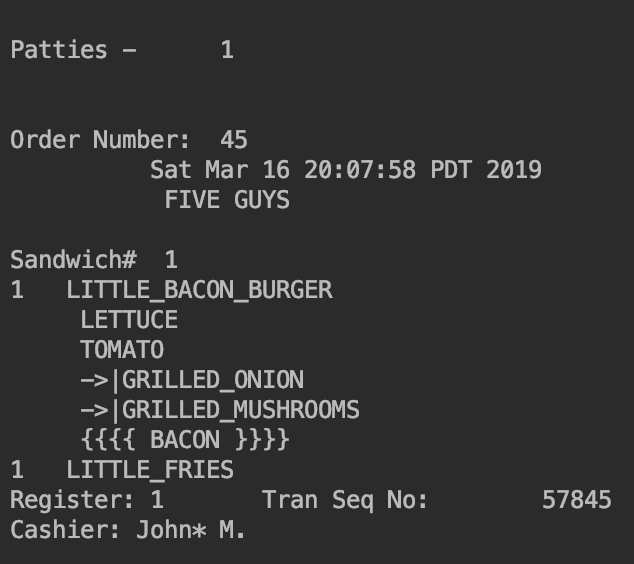 Patties -      1
Order Number:  45
Sat Mar 16 20:07:58 PDT 2019
FIVE GUYS
Sandwich#  1
1   LITTLE_BACON_BURGER
LETTUCE
TOMATO
->|GRILLED_ONION
->|GRILLED_MUSHROOMS
{{{{ BACON }}}}
1   LITTLE_FRIES
Register: 1       Tran Seq No:        57845
Cashier: John* M.